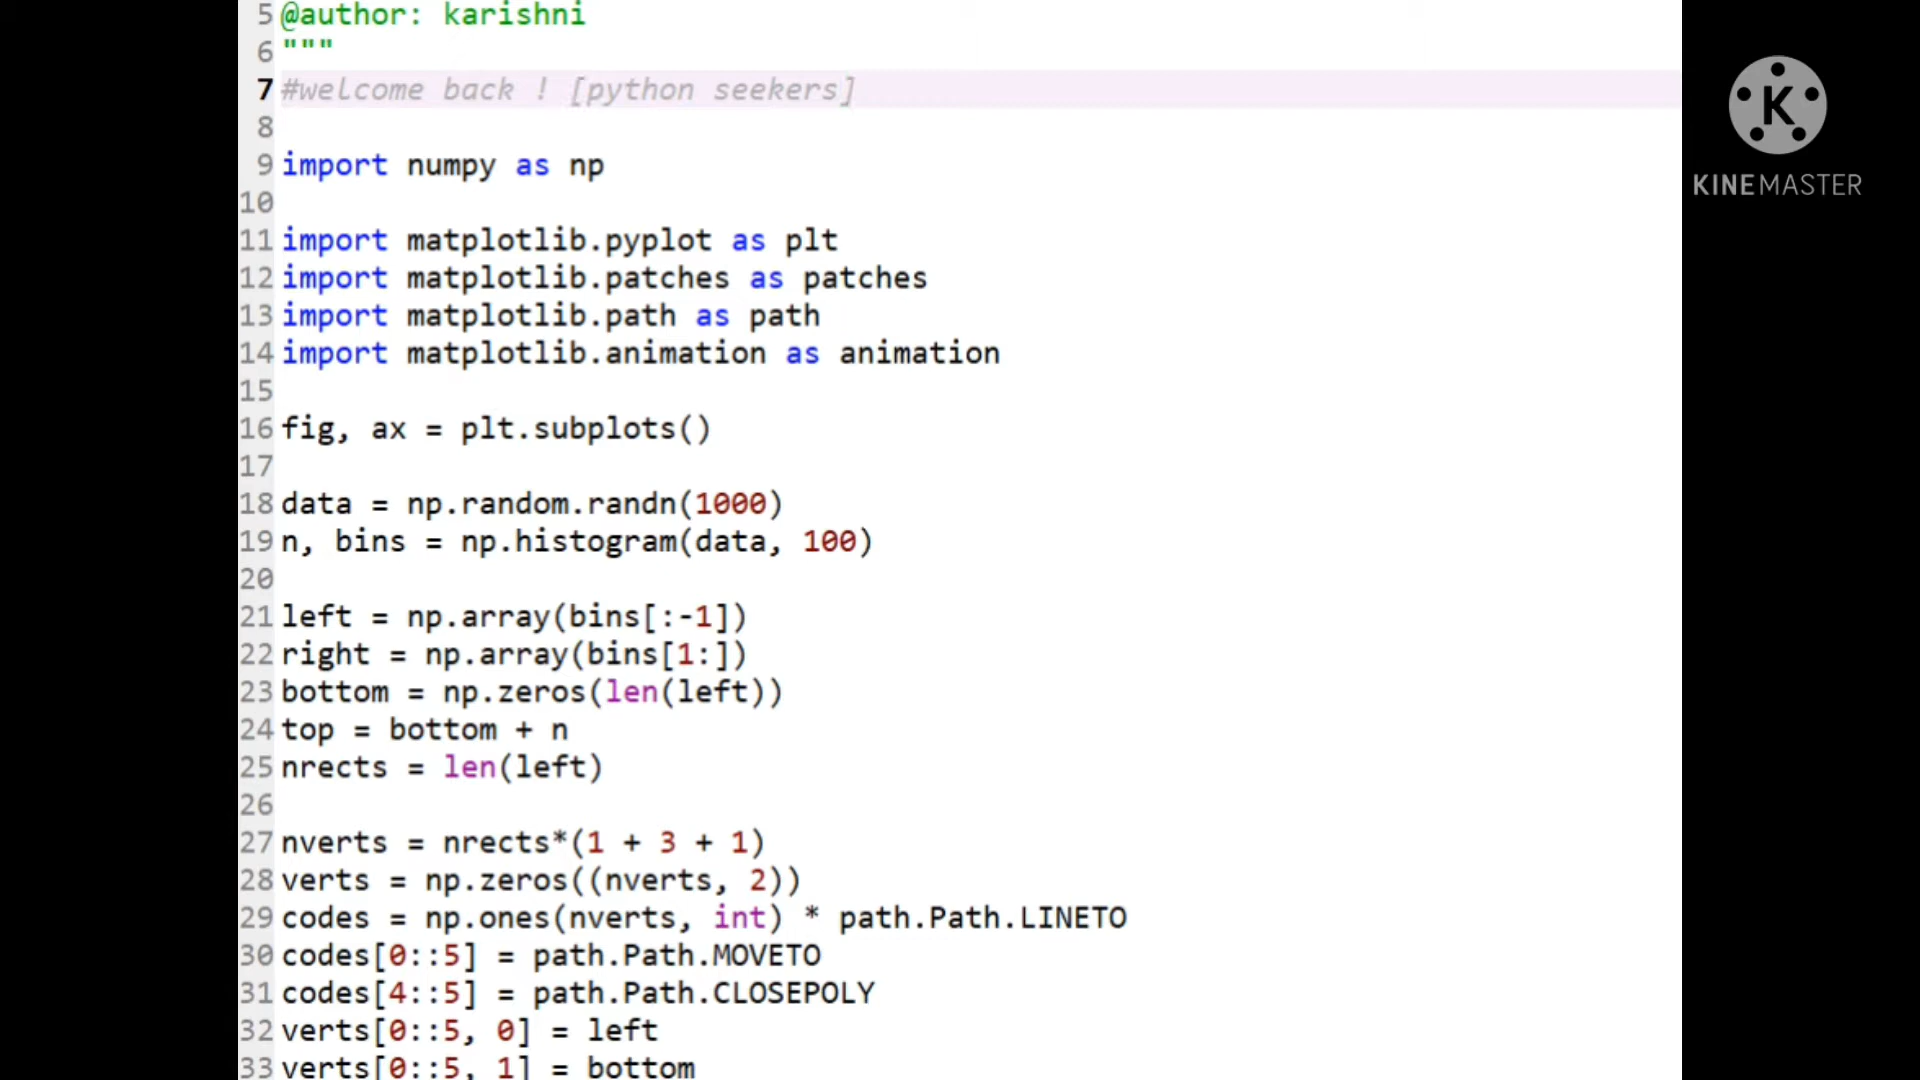 5 @author: karishni
6 """
7 #welcome back ! [python seekers]
8
9 import numpy as np
10
11 import matplotlib.pyplot as plt
12 import matplotlib.patches as patches
13 import matplotlib.path as path
14 import matplotlib.animation as animation
15
16 fig, ax = plt.subplots()
17
18 data = np.random.randn(1000)
19 n, bins = np.histogram(data, 100)
20
21 left = np.array(bins[:-1])
22 right = np.array(bins[1:])
23 bottom = np.zeros(len(left))
24 top = bottom + n
25 nrects = len(left)
26
27 nverts = nrects*(1 + 3 + 1)
28 verts = np.zeros((nverts, 2))
29 codes = np.ones(nverts, int) * path.Path.LINETO
30 codes[0::5] = path.Path.MOVETO
31 codes[4::5] = path.Path.CLOSEPOLY
32 verts[0::5, 0] = left
33 verts[0::5, 1] = bottom
K
KINEMASTER